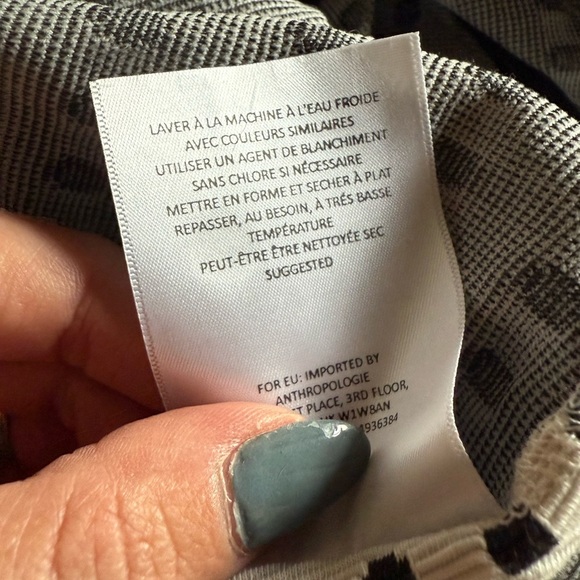 LAVER À LA MACHINE À L'EAU FROIDE
AVEC COULEURS SIMILAIRES
UTILISER UN AGENT DE BLANCHIMENT
SANS CHLORE SI NÉCESSAIRE
METTRE EN FORME ET SECHER À PLAT
REPASSER, AU BESOIN, À TRÉS BASSE
TEMPÉRATURE
PEUT-ÊTRE ÊTRE NETTOYÉE SEC
SUGGESTED
FOR EU: IMPORTED BY
ANTHROPOLOGIE
PLACE, 3RD FLOOR,
W1W8AN
1936384